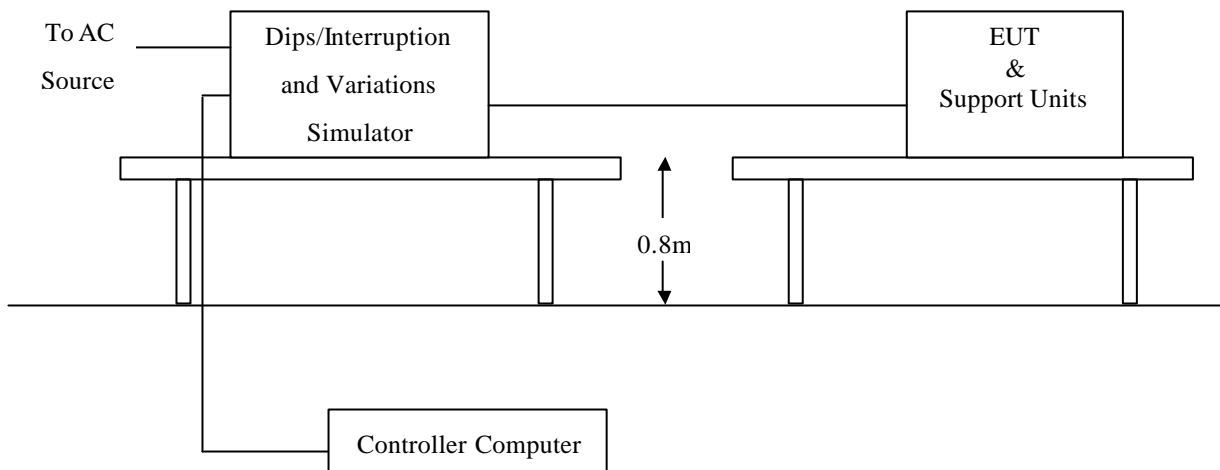 To AC
Source
Dips/Interruption
and Variations
Simulator
EUT
&
Support Units
0.8m
Controller Computer